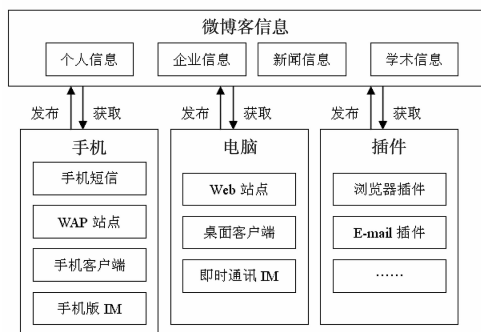 微博客信息
个人信息 企业信息 新闻信息 学术信息
发布 获取 发布 获取 发布 获取
手机 电脑 插件
手机短信 Web 站点 浏览器插件
WAP 站点 桌面客户端 E-mail 插件
手机客户端 即时通讯 IM ……
手机版 IM